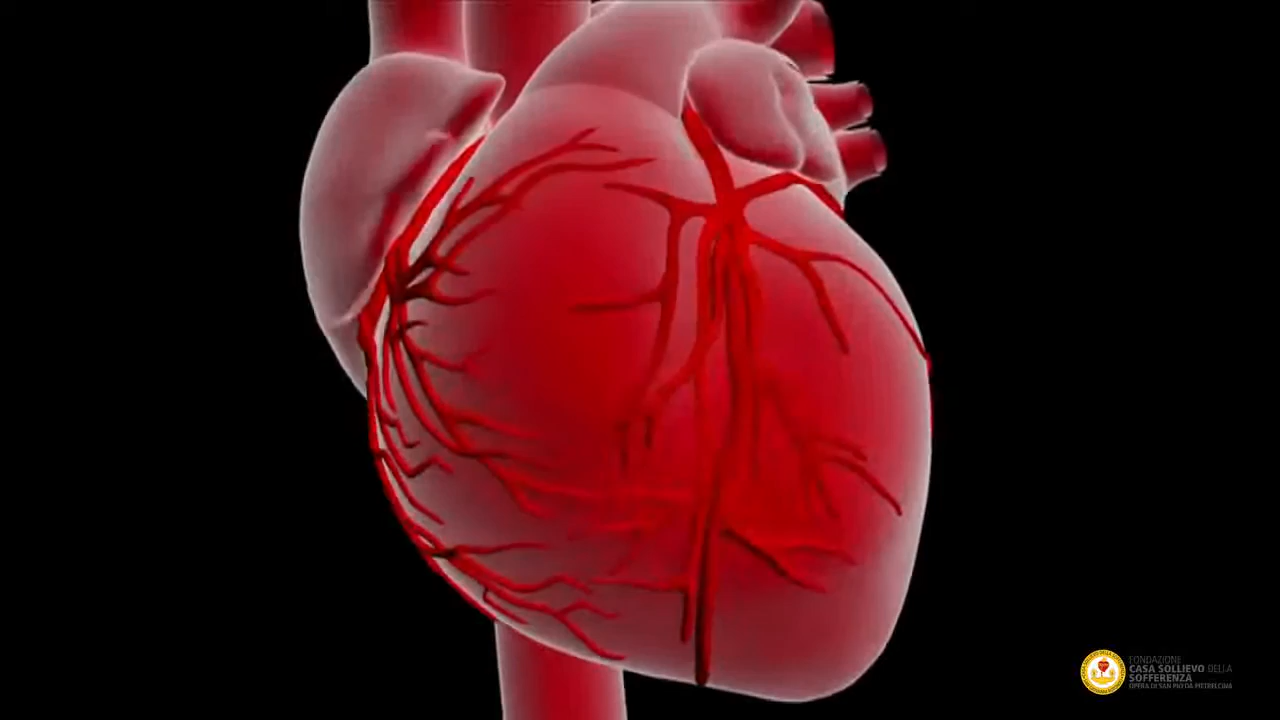 FONDAZIONE
CASA SOLLIEVO DELLA
SOFFERENZA
OPERA DI SAN PIO DA PIETRELCINA